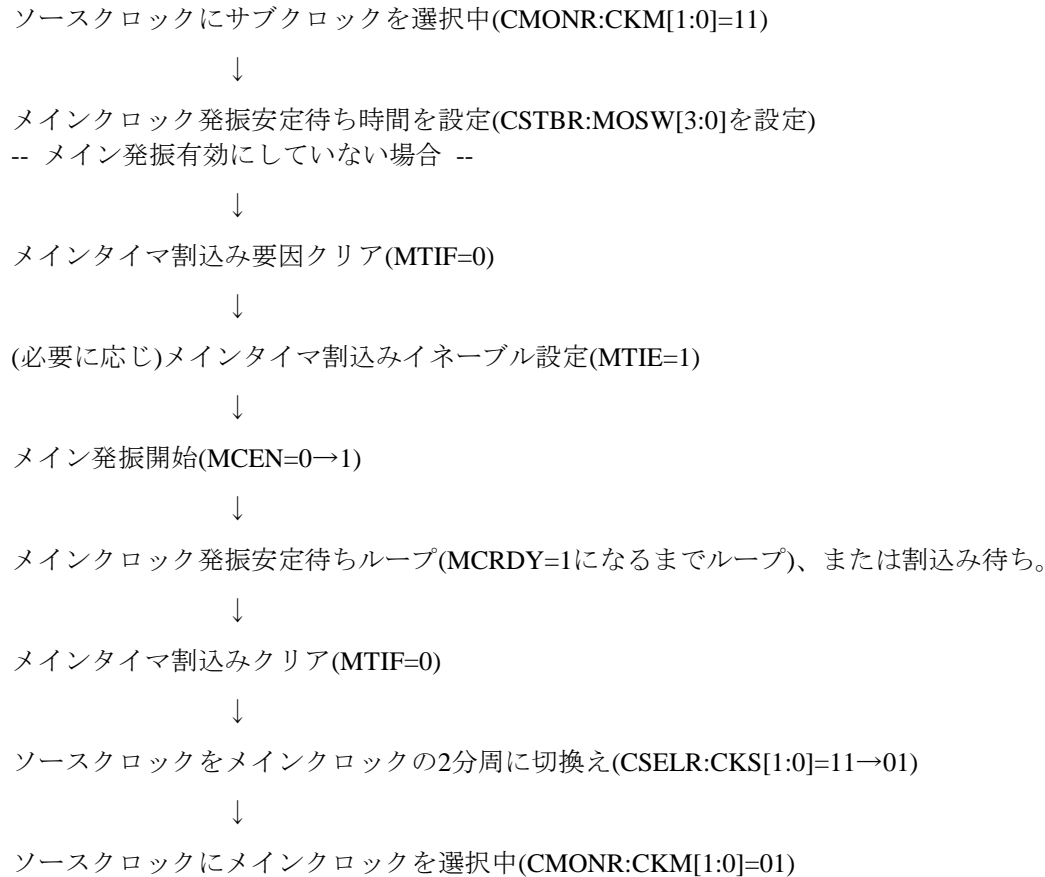 ソースクロックにサブクロックを選択中(CMONR:CKM[1:0]=11)
↓
メインクロック発振安定待ち時間を設定(CSTBR:MOSW[3:0]を設定)
-- メイン発振有効にしていない場合 --
↓
メインタイマ割込み要因クリア(MTIF=0)
↓
(必要に応じ)メインタイマ割込みイネーブル設定(MTIE=1)
↓
メイン発振開始(MCEN=0→1)
↓
メインクロック発振安定待ちループ(MCRDY=1になるまでループ)、または割込み待ち。
↓
メインタイマ割込みクリア(MTIF=0)
↓
ソースクロックをメインクロックの2分周に切換え(CSELR:CKS[1:0]=11→01)
↓
ソースクロックにメインクロックを選択中(CMONR:CKM[1:0]=01)